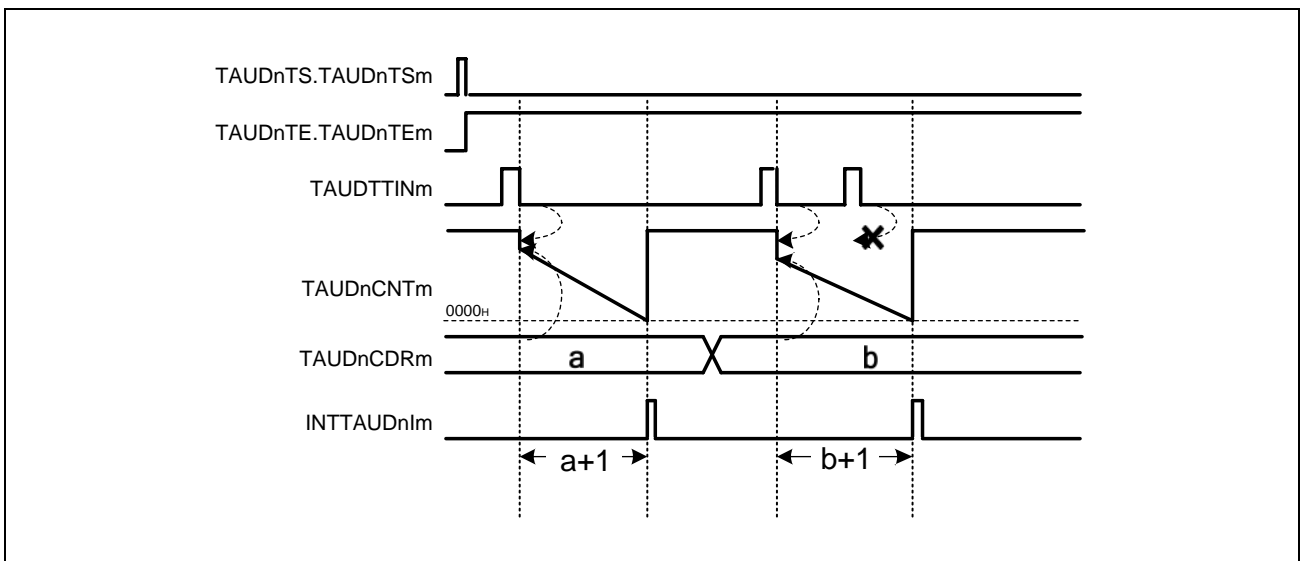 TAUDnTS.TAUDnTSm
TAUDnTE.TAUDnTEm
TAUDTTINm
TAUDnCNTm
0000H
TAUDnCDRm
a
b
INTTAUDnIm
a+1
b+1